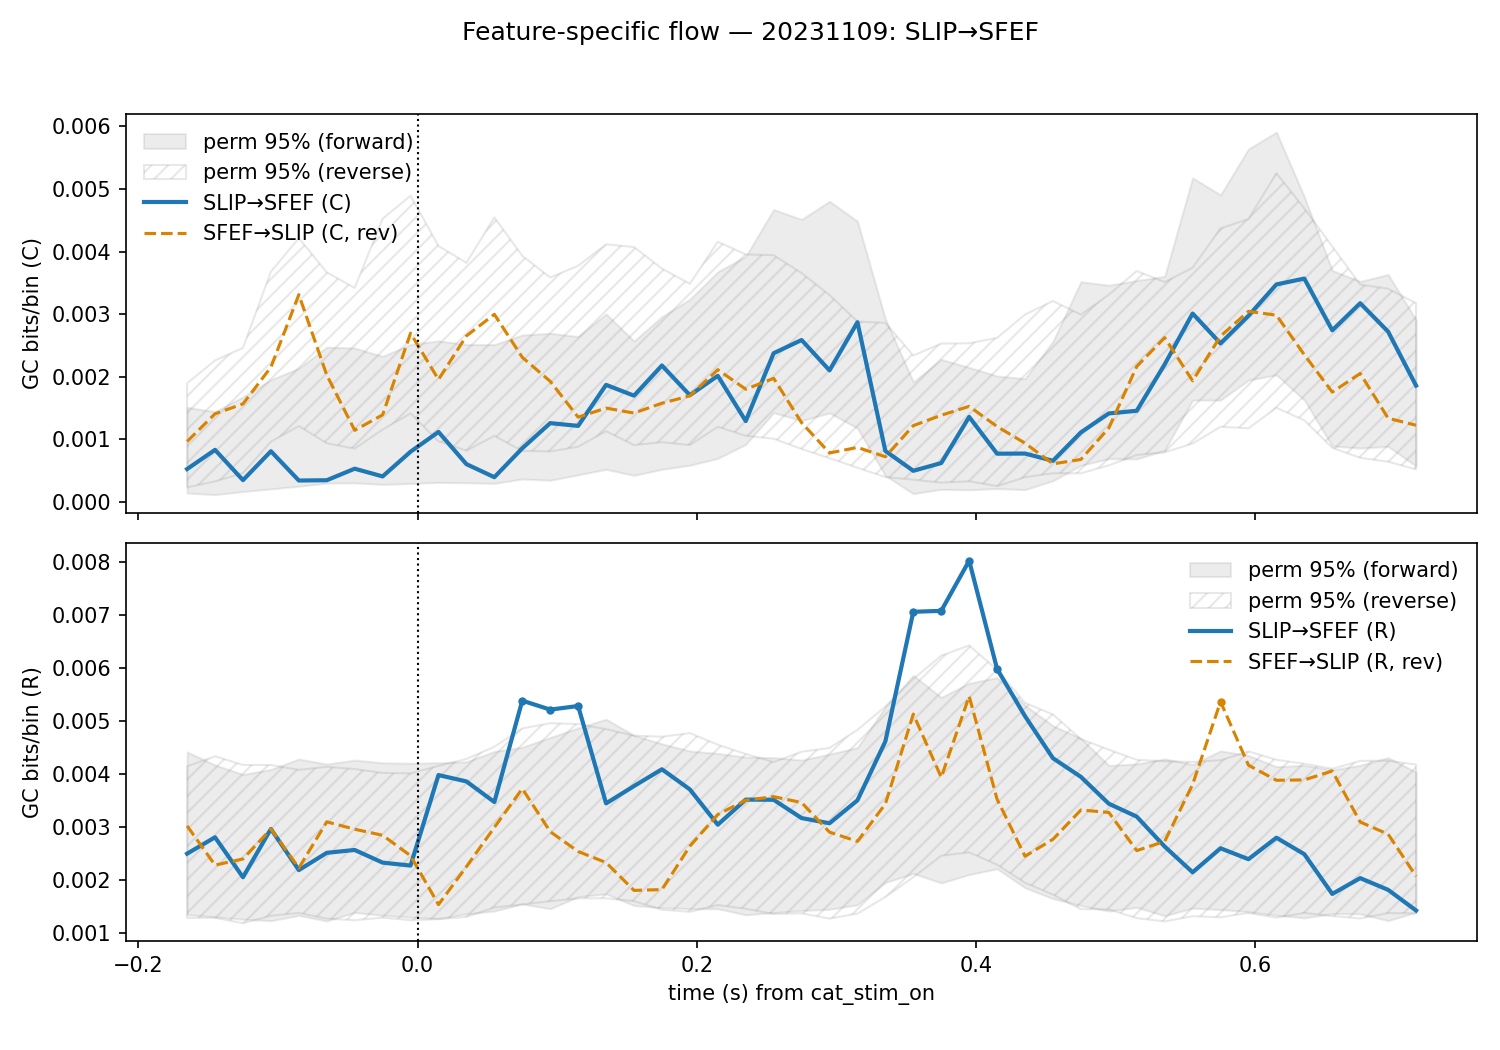 Feature-specific flow — 20231109: SLIP→SFEF
GC bits/bin (C)
0.006
0.005
0.004
0.003
0.002
0.001
0.000
perm 95% (forward)
perm 95% (reverse)
SLIP→SFEF (C)
SFEF→SLIP (C, rev)
GC bits/bin (R)
0.008
0.007
0.006
0.005
0.004
0.003
0.002
0.001
perm 95% (forward)
perm 95% (reverse)
SLIP→SFEF (R)
SFEF→SLIP (R, rev)
−0.2 0.0 0.2 0.4 0.6
time (s) from cat_stim_on